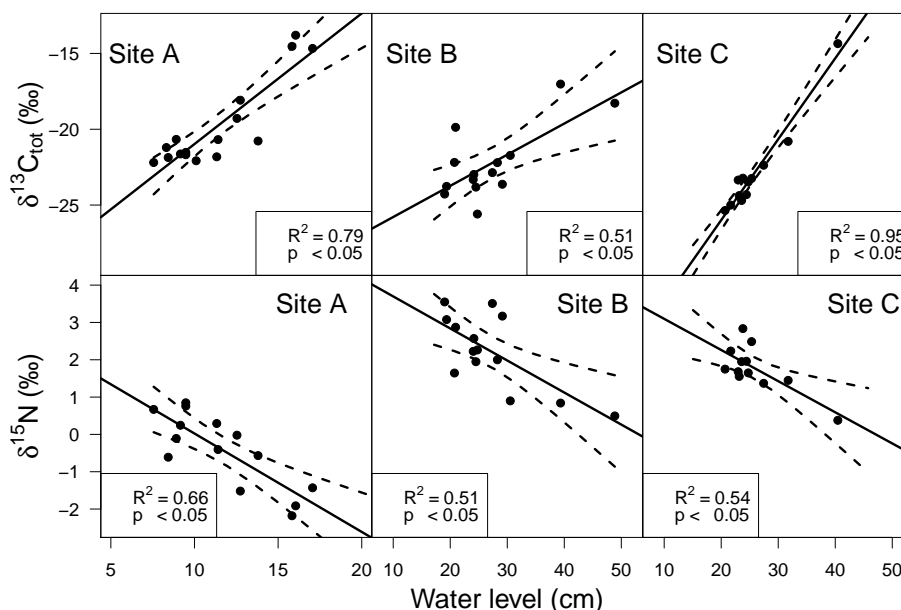 Site A
Site B
Site C
δ¹³C_tot (‰)
−15
−20
−25
R² = 0.79
p < 0.05
R² = 0.51
p < 0.05
R² = 0.95
p < 0.05
Site A
Site B
Site C
δ¹⁵N (‰)
4
3
2
1
0
−1
−2
R² = 0.66
p < 0.05
R² = 0.51
p < 0.05
R² = 0.54
p < 0.05
5 10 15 20 10 20 30 40 50 10 20 30 40 50
Water level (cm)